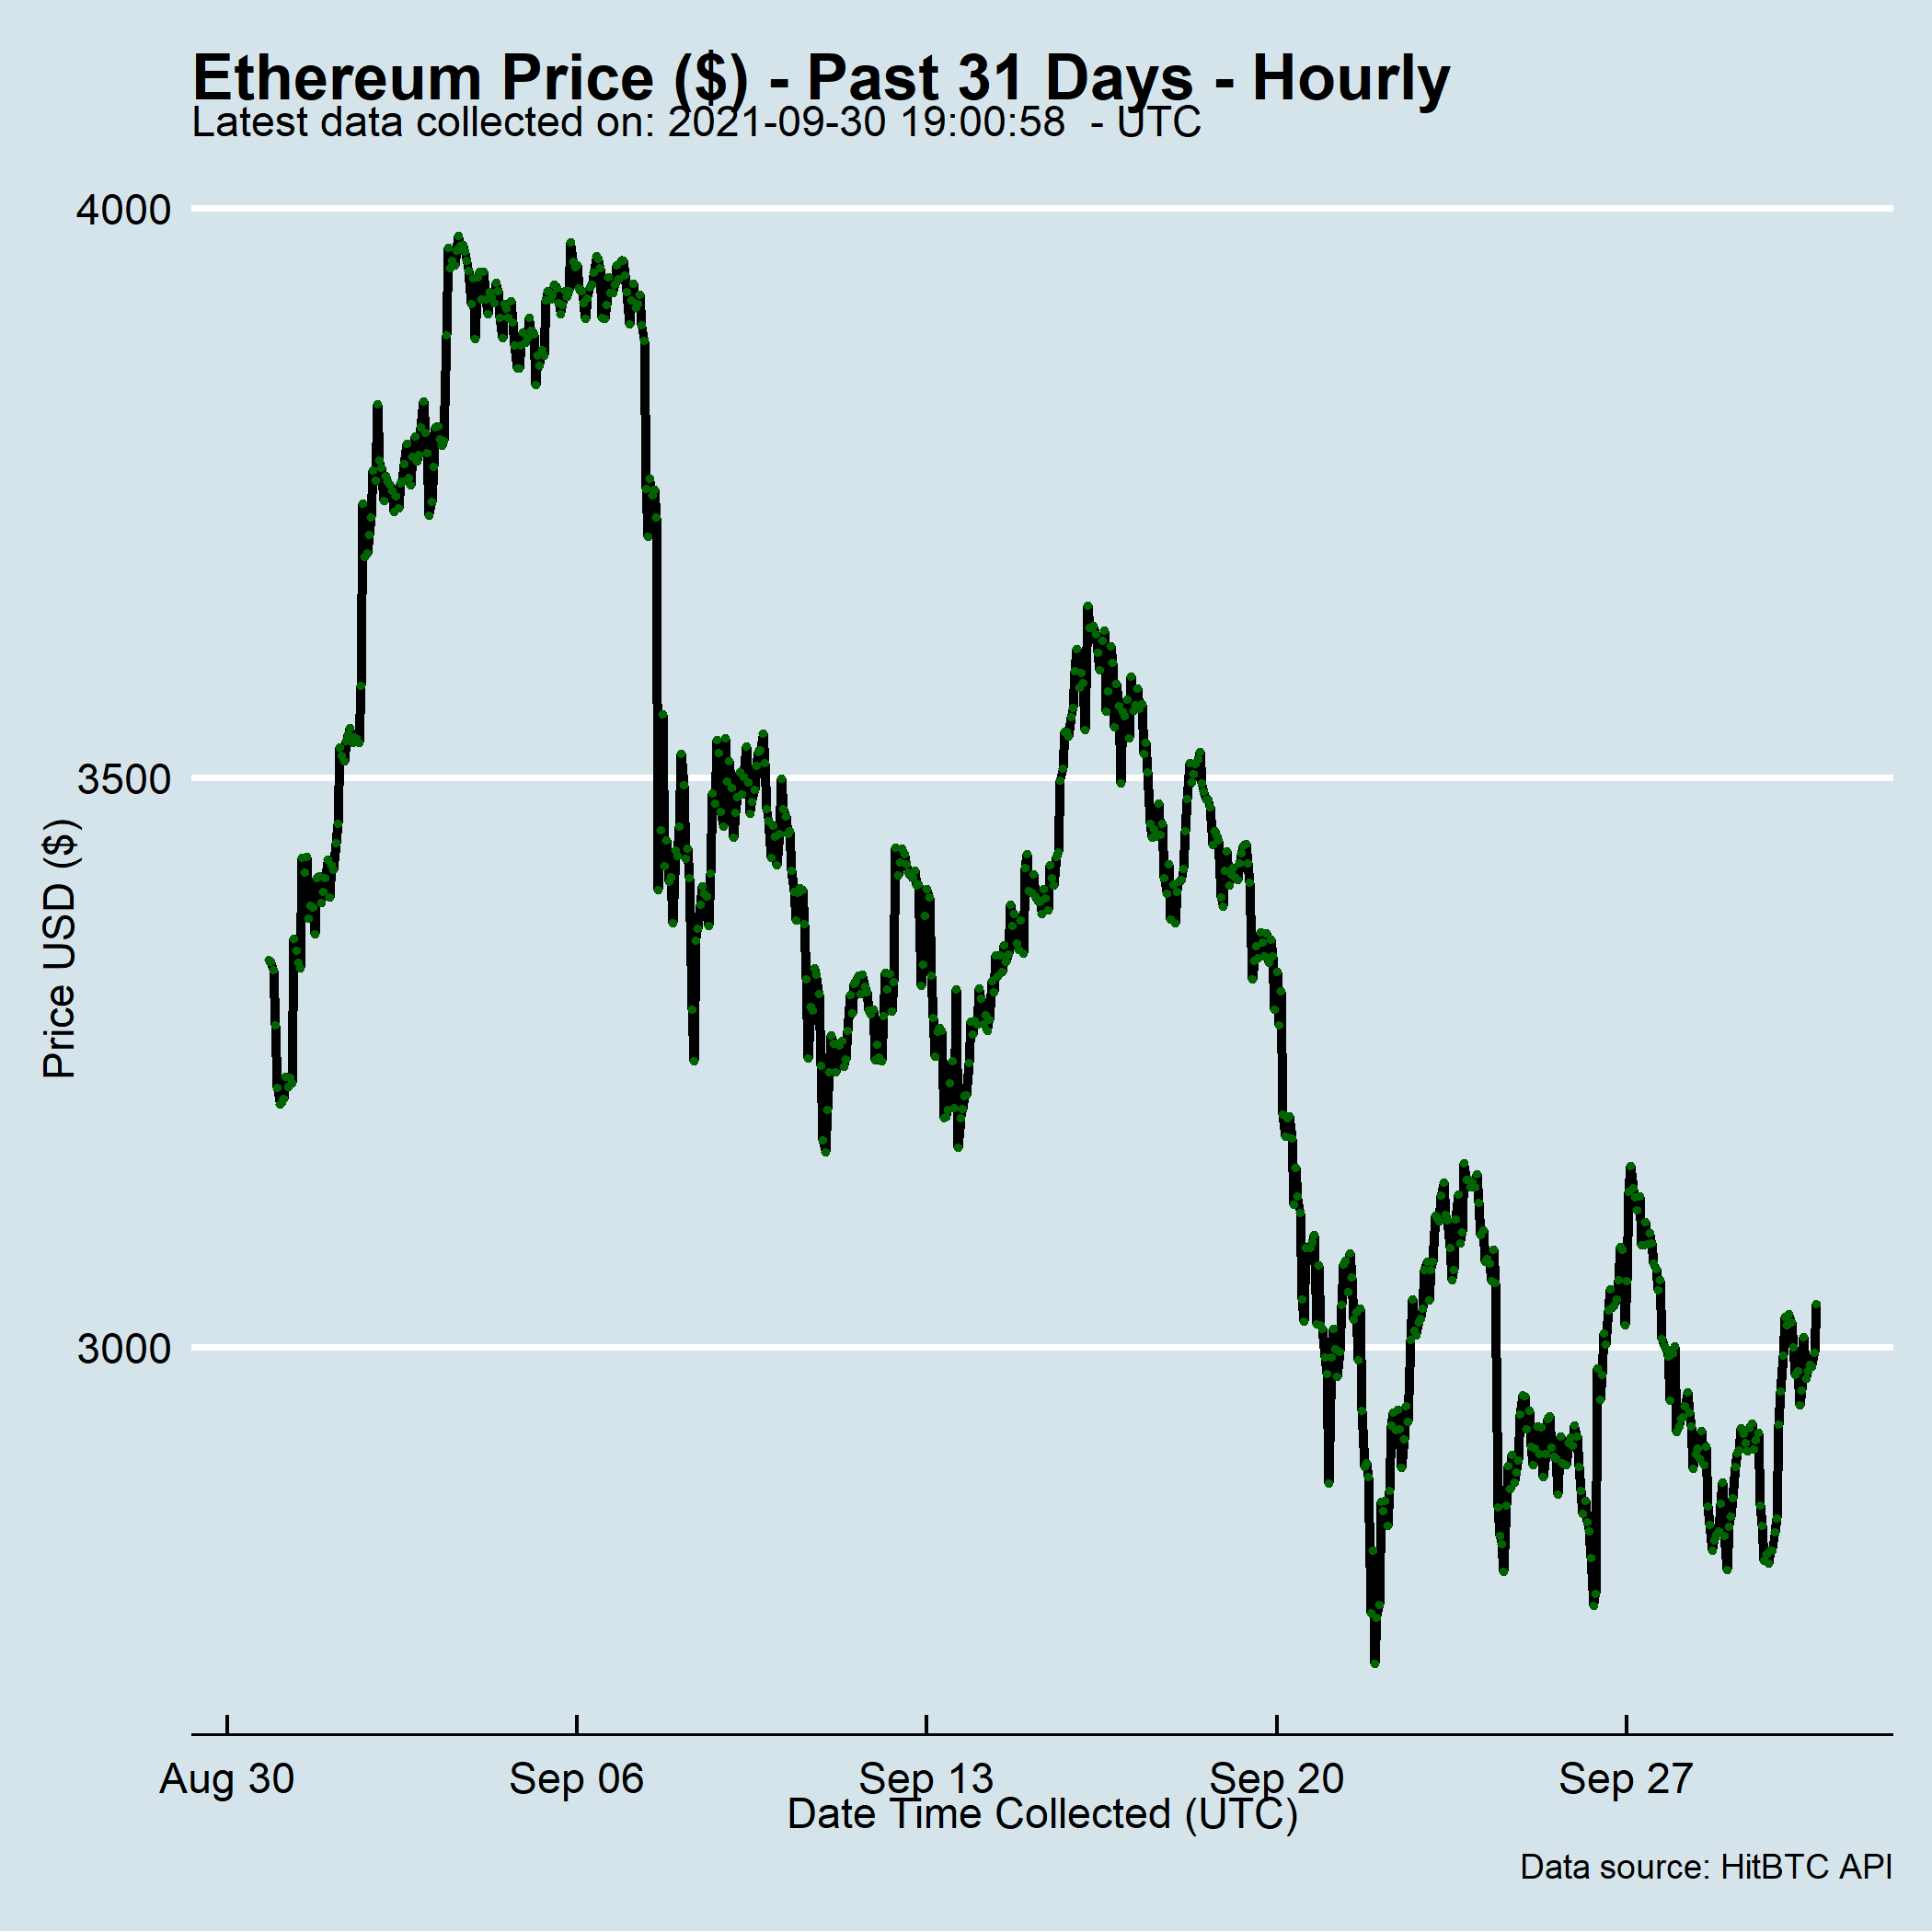 Ethereum Price ($) - Past 31 Days - Hourly
Latest data collected on: 2021-09-30 19:00:58  - UTC
4000
3500
3000
Price USD ($)
Aug 30 Sep 06 Sep 13 Sep 20 Sep 27
Date Time Collected (UTC)
Data source: HitBTC API